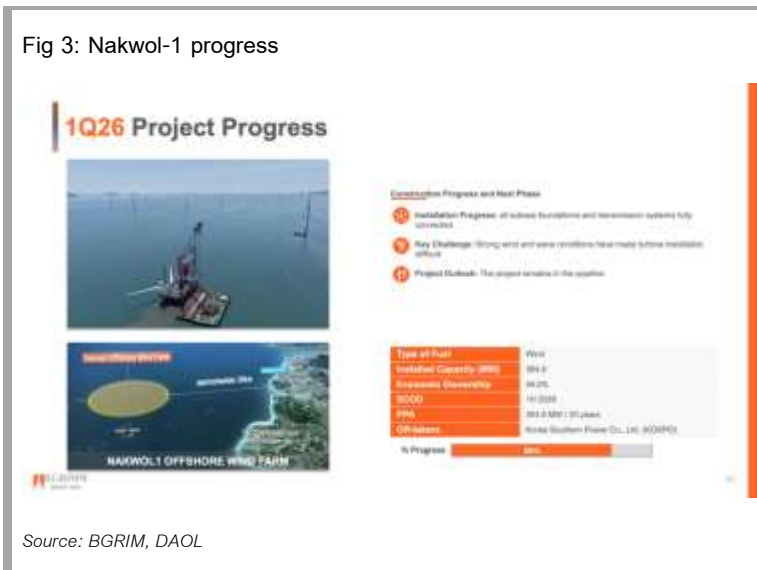 Fig 3: Nakwol-1 progress
1Q26 Project Progress
Construction Progress and Next Phase
Installation Progress: all subsea foundations and transmission systems fully
connected.
Key Challenge: Strong wind and wave conditions have made turbine installation
difficult
Project Outlook: The project remains in the pipeline
Type of Fuel Wind
Installed Capacity (MW)
Economic Ownership
SCOD
PPA
Offtakers Korea Southern Power Co., Ltd. (KOSPO)
% Progress
NAKWOL1 OFFSHORE WIND FARM
Source: BGRIM, DAOL